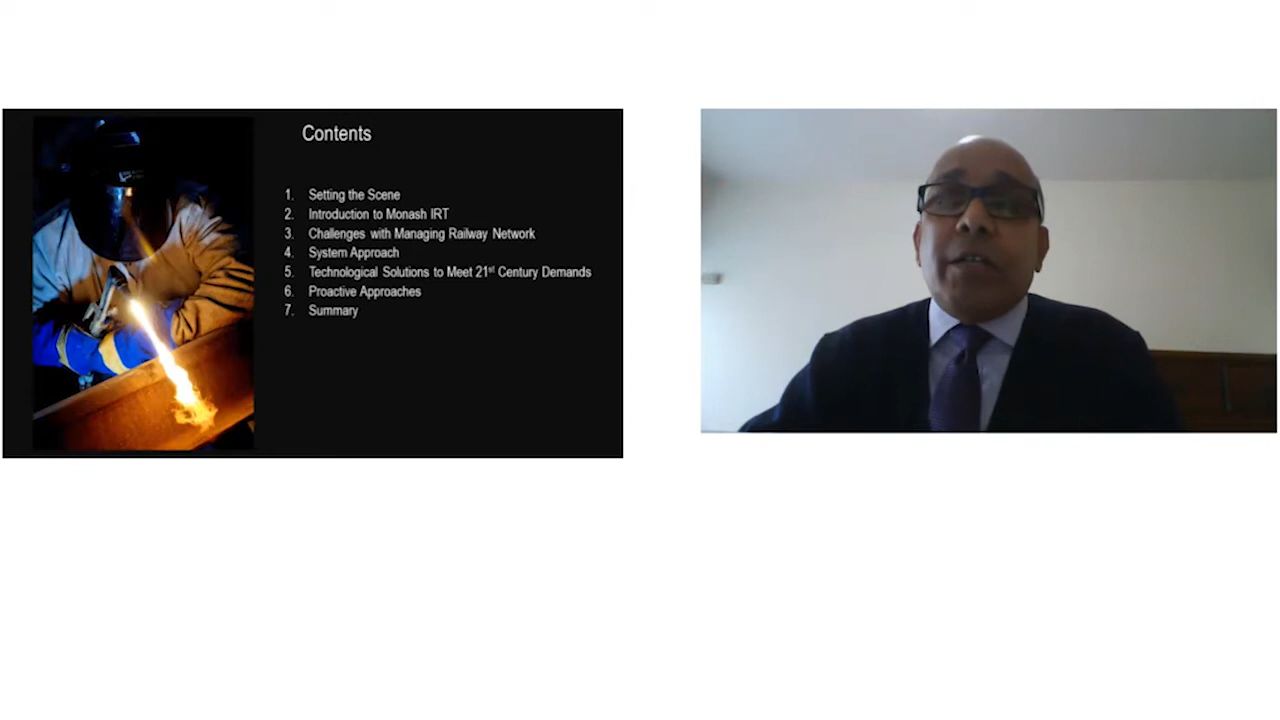 Contents
1. Setting the Scene
2. Introduction to Monash IRT
3. Challenges with Managing Railway Network
4. System Approach
5. Technological Solutions to Meet 21st Century Demands
6. Proactive Approaches
7. Summary